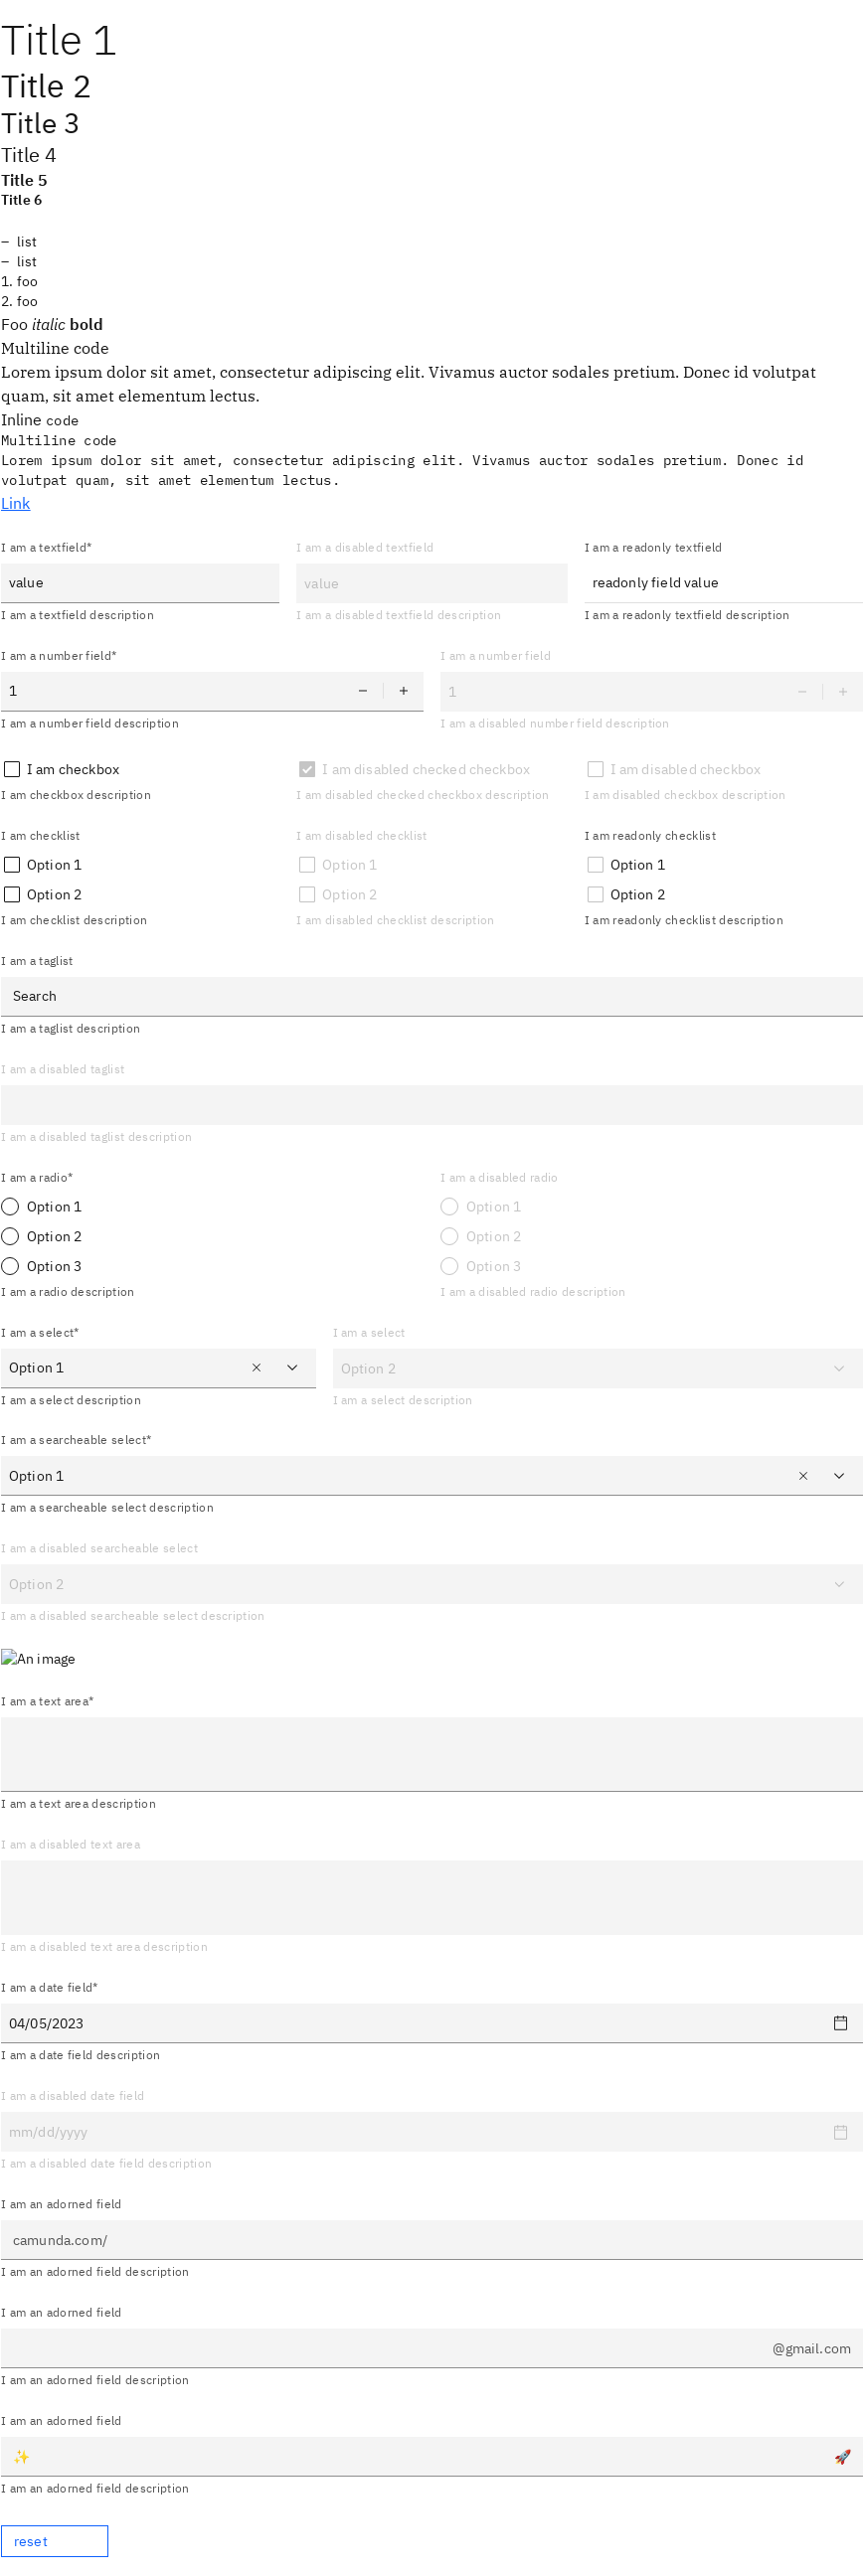 Title 1
Title 2
Title 3
Title 4
Title 5
Title 6
– list
– list
1. foo
2. foo
Foo italic bold
Multiline code
Lorem ipsum dolor sit amet, consectetur adipiscing elit. Vivamus auctor sodales pretium. Donec id volutpat
quam, sit amet elementum lectus.
Inline code
Multiline code
Lorem ipsum dolor sit amet, consectetur adipiscing elit. Vivamus auctor sodales pretium. Donec id
volutpat quam, sit amet elementum lectus.
Link
I am a textfield* I am a disabled textfield I am a readonly textfield
value value readonly field value
I am a textfield description I am a disabled textfield description I am a readonly textfield description
I am a number field* I am a number field
1 1
I am a number field description I am a disabled number field description
I am checkbox I am disabled checked checkbox I am disabled checkbox
I am checkbox description I am disabled checked checkbox description I am disabled checkbox description
I am checklist I am disabled checklist I am readonly checklist
Option 1 Option 1 Option 1
Option 2 Option 2 Option 2
I am checklist description I am disabled checklist description I am readonly checklist description
I am a taglist
Search
I am a taglist description
I am a disabled taglist
I am a disabled taglist description
I am a radio* I am a disabled radio
Option 1 Option 1
Option 2 Option 2
Option 3 Option 3
I am a radio description I am a disabled radio description
I am a select* I am a select
Option 1 Option 2
I am a select description I am a select description
I am a searcheable select*
Option 1
I am a searcheable select description
I am a disabled searcheable select
Option 2
I am a disabled searcheable select description
An image
I am a text area*
I am a text area description
I am a disabled text area
I am a disabled text area description
I am a date field*
04/05/2023
I am a date field description
I am a disabled date field
mm/dd/yyyy
I am a disabled date field description
I am an adorned field
camunda.com/
I am an adorned field description
I am an adorned field
@gmail.com
I am an adorned field description
I am an adorned field
✨ 🚀
I am an adorned field description
reset